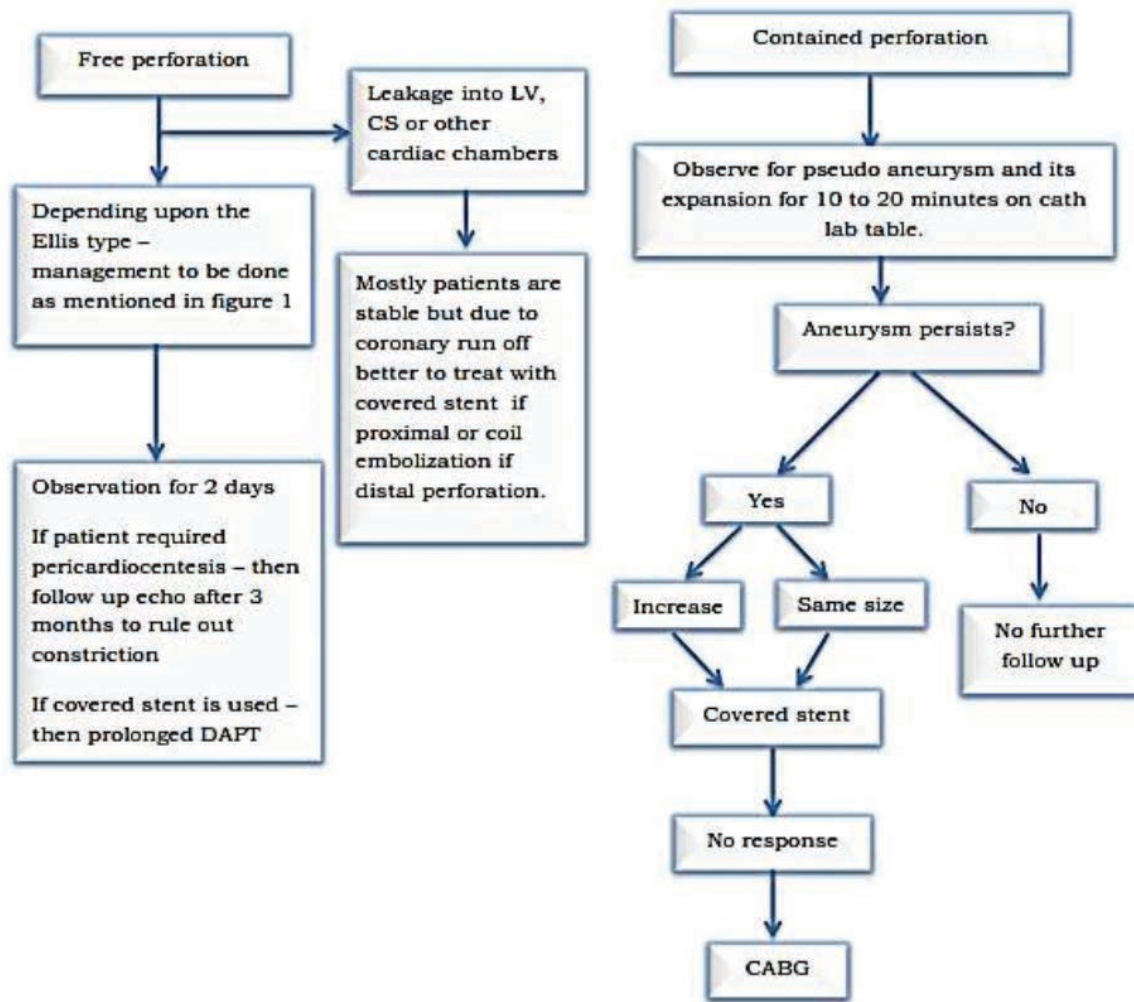 Free perforation
Leakage into LV,
CS or other
cardiac chambers
Depending upon the
Ellis type –
management to be done
as mentioned in figure 1
Mostly patients are
stable but due to
coronary run off
better to treat with
covered stent if
proximal or coil
embolization if
distal perforation.
Observation for 2 days
If patient required
pericardiocentesis – then
follow up echo after 3
months to rule out
constriction
If covered stent is used –
then prolonged DAPT
Contained perforation
Observe for pseudo aneurysm and its
expansion for 10 to 20 minutes on cath
lab table.
Aneurysm persists?
Yes
No
Increase
Same size
No further
follow up
Covered stent
No response
CABG